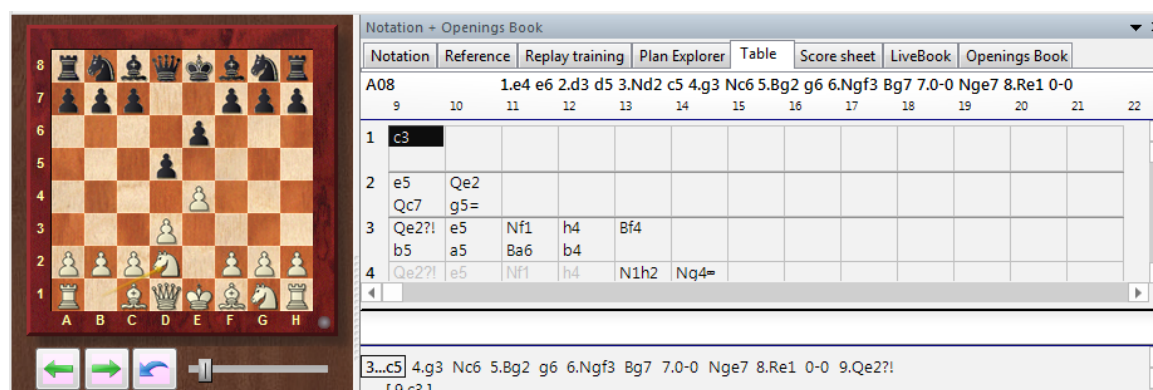 Notation + Openings Book
Notation Reference Replay training Plan Explorer Table Score sheet LiveBook Openings Book
A08 1.e4 e6 2.d3 d5 3.Nd2 c5 4.g3 Nc6 5.Bg2 g6 6.Ngf3 Bg7 7.0-0 Nge7 8.Re1 0-0
9 10 11 12 13 14 15 16 17 18 19 20 21 22
1 c3
2 e5 Qe2
Qc7 g5=
3 Qe2?! e5 Nf1 h4 Bf4
b5 a5 Ba6 b4
4 Qe2?! e5 Nf1 h4 N1h2 Ng4=
8
7
6
5
4
3
2
1
A B C D E F G H
3...c5 4.g3 Nc6 5.Bg2 g6 6.Ngf3 Bg7 7.0-0 Nge7 8.Re1 0-0 9.Qe2?!
[ 9.c3 ]